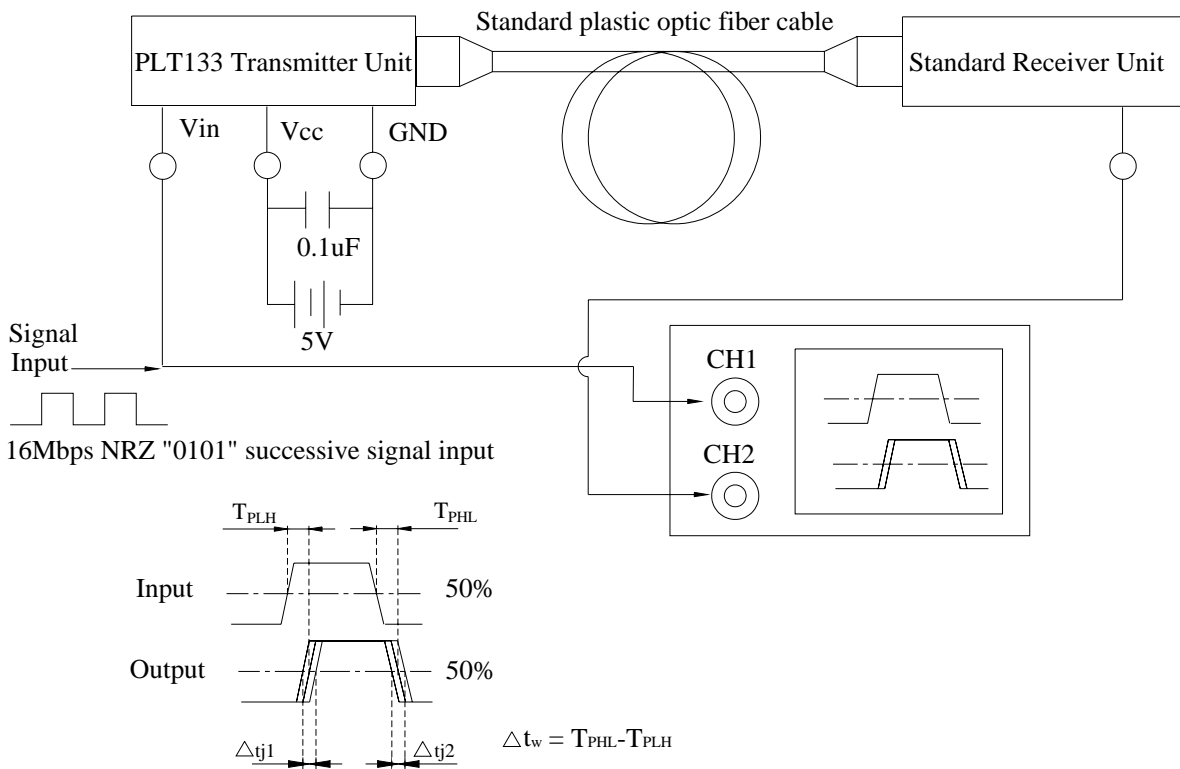 Standard plastic optic fiber cable
PLT133 Transmitter Unit
Standard Receiver Unit
Vin
Vcc
GND
0.1uF
5V
Signal
Input
CH1
CH2
16Mbps NRZ "0101" successive signal input
TPLH
TPHL
Input
50%
Output
50%
△tj1
△tj2
△tw = TPHL-TPLH